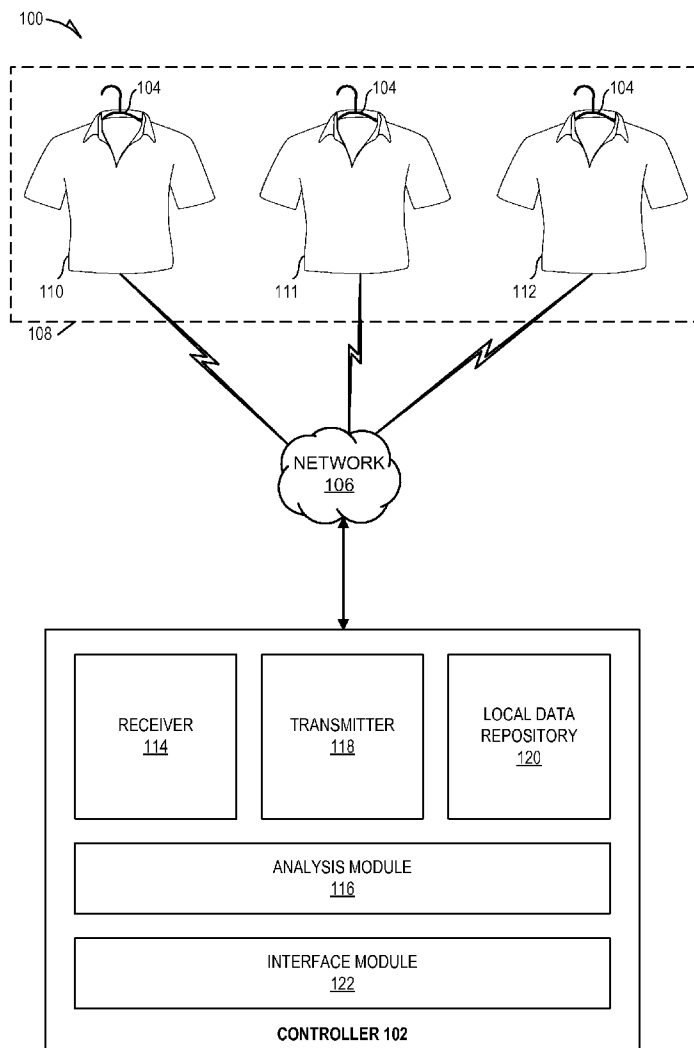 100
104 104 104
110 111 112
108
NETWORK
106
RECEIVER
114
TRANSMITTER
118
LOCAL DATA
REPOSITORY
120
ANALYSIS MODULE
116
INTERFACE MODULE
122
CONTROLLER 102